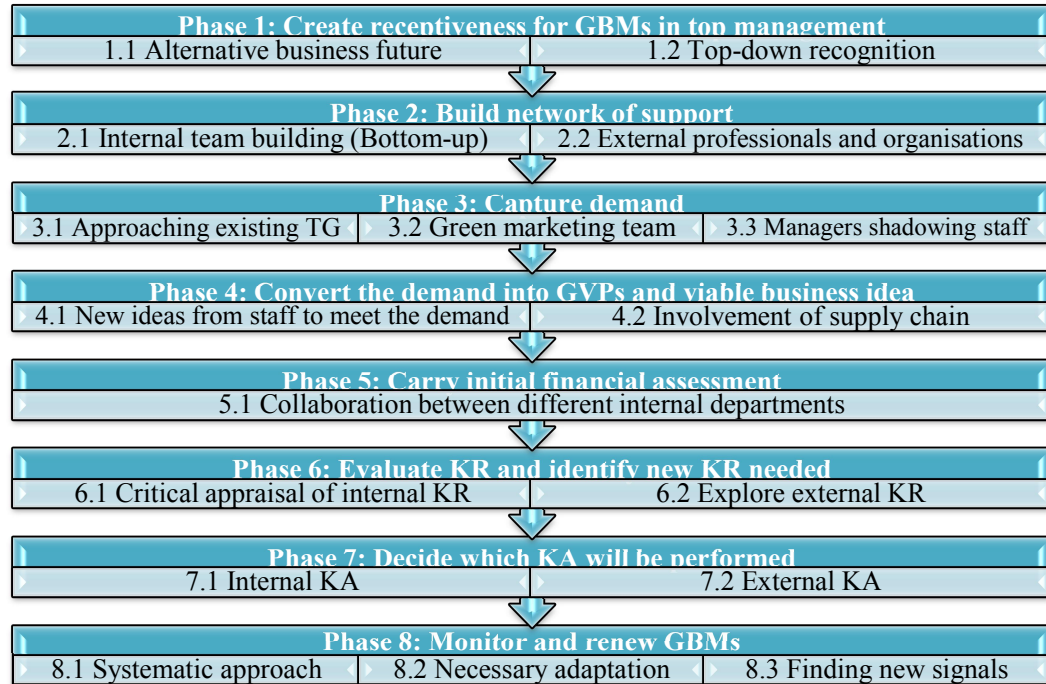 Phase 1: Create receptiveness for GBMs in top management
1.1 Alternative business future 1.2 Top-down recognition
Phase 2: Build network of support
2.1 Internal team building (Bottom-up) 2.2 External professionals and organisations
Phase 3: Capture demand
3.1 Approaching existing TG 3.2 Green marketing team 3.3 Managers shadowing staff
Phase 4: Convert the demand into GVPs and viable business idea
4.1 New ideas from staff to meet the demand 4.2 Involvement of supply chain
Phase 5: Carry initial financial assessment
5.1 Collaboration between different internal departments
Phase 6: Evaluate KR and identify new KR needed
6.1 Critical appraisal of internal KR 6.2 Explore external KR
Phase 7: Decide which KA will be performed
7.1 Internal KA 7.2 External KA
Phase 8: Monitor and renew GBMs
8.1 Systematic approach 8.2 Necessary adaptation 8.3 Finding new signals